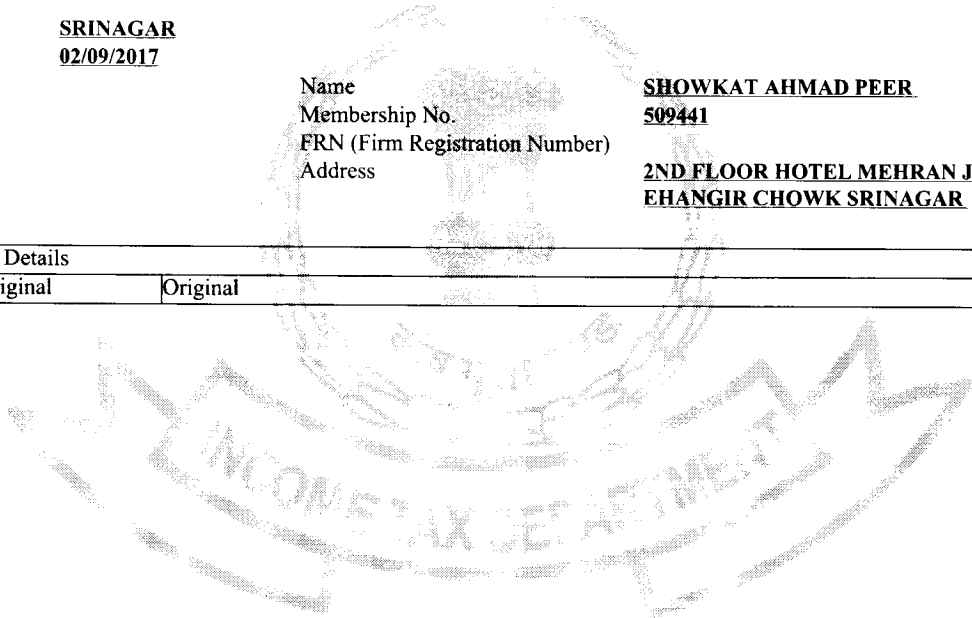 SRINAGAR
02/09/2017
Name SHOWKAT AHMAD PEER
Membership No. 509441
FRN (Firm Registration Number)
Address 2ND FLOOR HOTEL MEHRAN J
EHANGIR CHOWK SRINAGAR
Details
iginal Original
INCOME TAX DEPARTMENT